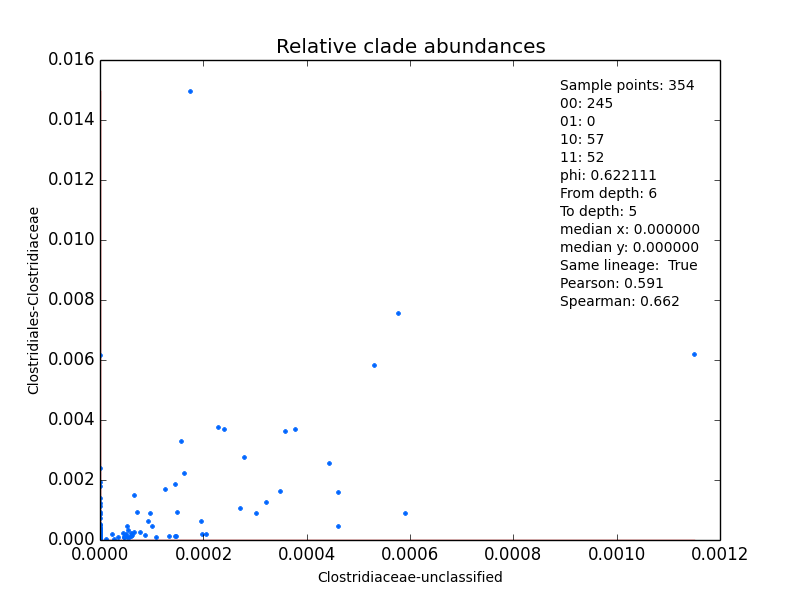 Relative clade abundances
0.016
0.014
0.012
0.010
0.008
0.006
0.004
0.002
0.000
Clostridiales-Clostridiaceae
Sample points: 354
00: 245
01: 0
10: 57
11: 52
phi: 0.622111
From depth: 6
To depth: 5
median x: 0.000000
median y: 0.000000
Same lineage:  True
Pearson: 0.591
Spearman: 0.662
0.0000 0.0002 0.0004 0.0006 0.0008 0.0010 0.0012
Clostridiaceae-unclassified